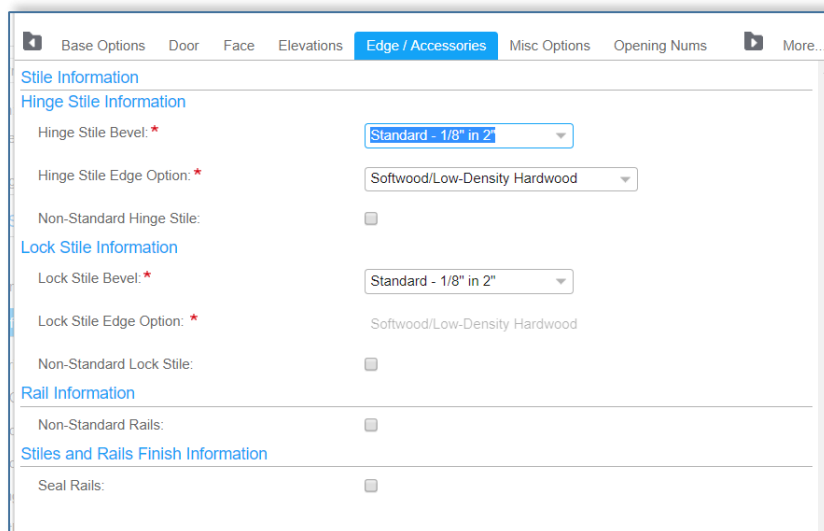 Base Options Door Face Elevations Edge / Accessories Misc Options Opening Nums More...
Stile Information
Hinge Stile Information
Hinge Stile Bevel:* Standard - 1/8" in 2"
Hinge Stile Edge Option:* Softwood/Low-Density Hardwood
Non-Standard Hinge Stile:
Lock Stile Information
Lock Stile Bevel:* Standard - 1/8" in 2"
Lock Stile Edge Option: * Softwood/Low-Density Hardwood
Non-Standard Lock Stile:
Rail Information
Non-Standard Rails:
Stiles and Rails Finish Information
Seal Rails: